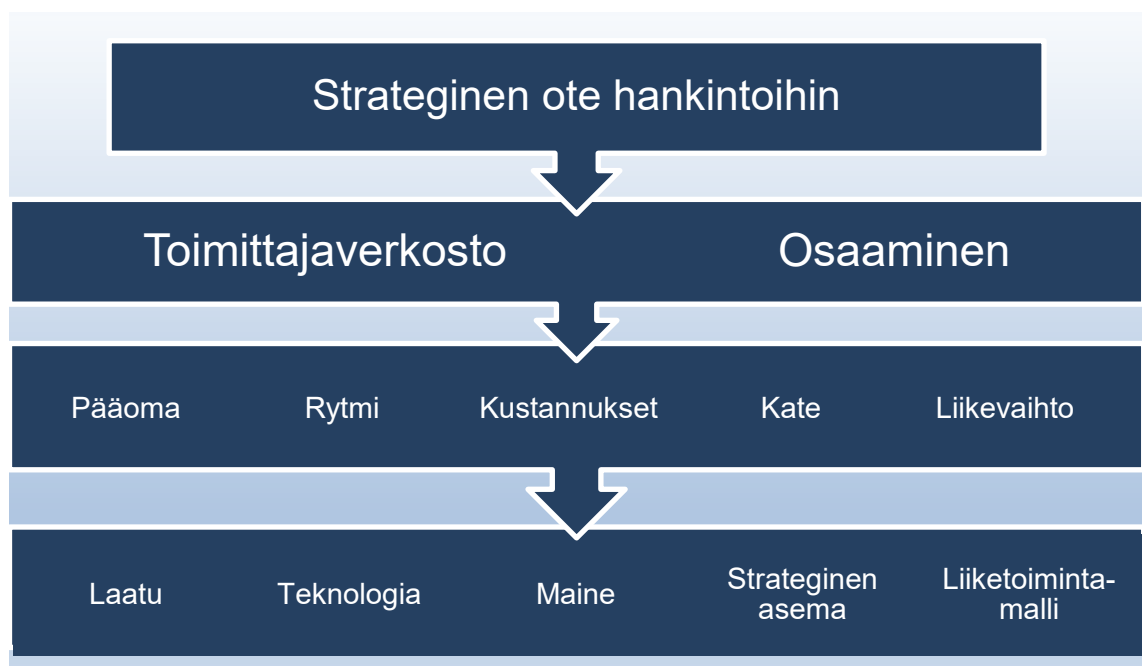 Strateginen ote hankintoihin
Toimittajaverkosto Osaaminen
Pääoma Rytmi Kustannukset Kate Liikevaihto
Laatu Teknologia Maine Strateginen asema Liiketoiminta-
malli